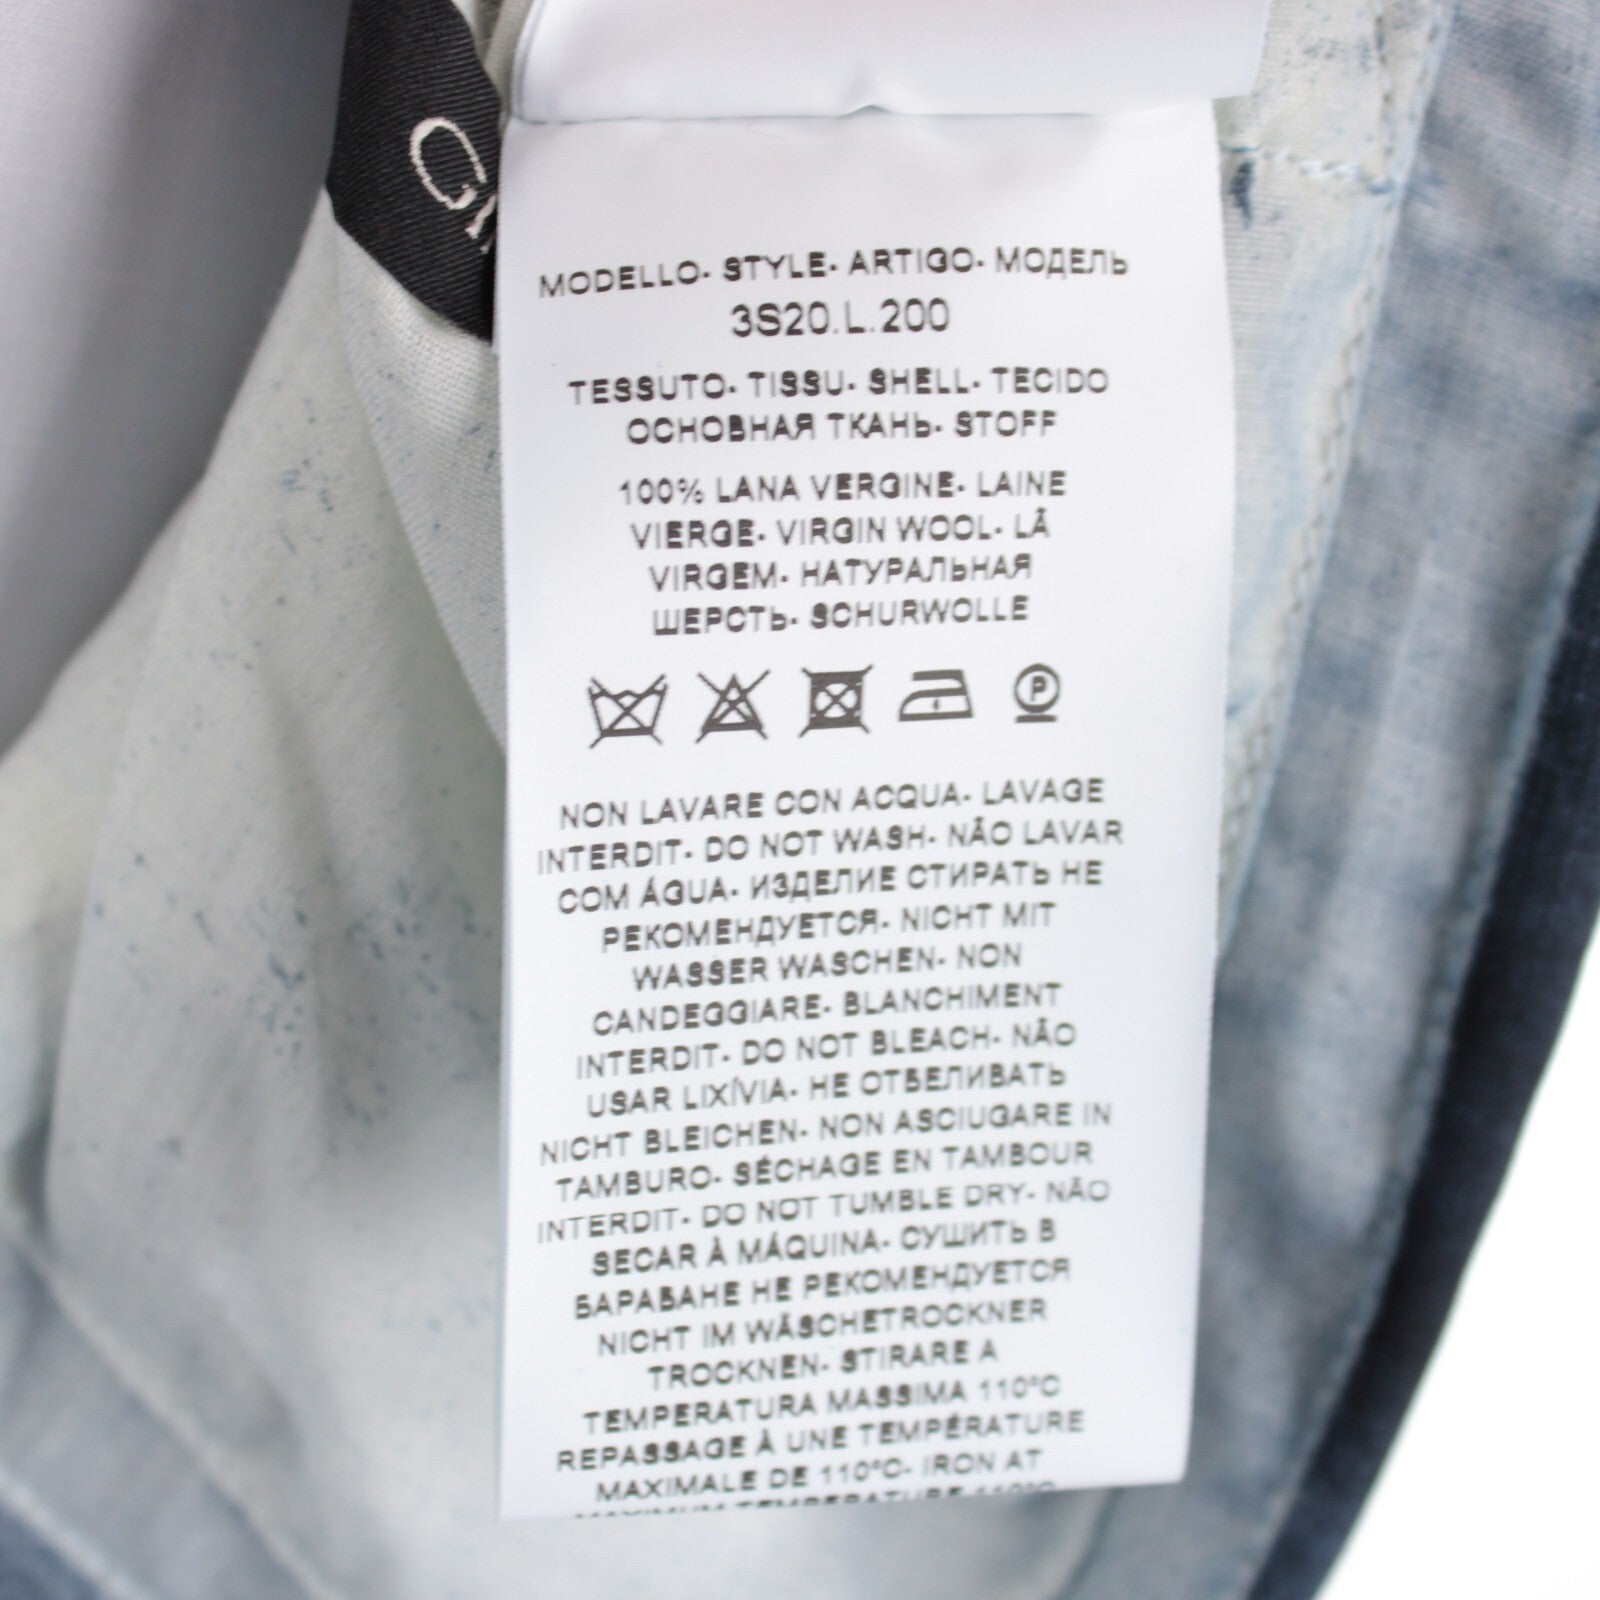 MODELLO- STYLE- ARTIGO- МОДЕЛЬ
3S20.L.200
TESSUTO- TISSU- SHELL- TECIDO
ОСНОВНАЯ ТКАНЬ- STOFF
100% LANA VERGINE- LAINE
VIERGE- VIRGIN WOOL- LÃ
VIRGEM- НАТУРАЛЬНАЯ
ШЕРСТЬ- SCHURWOLLE
P
NON LAVARE CON ACQUA- LAVAGE
INTERDIT- DO NOT WASH- NÃO LAVAR
COM ÁGUA- ИЗДЕЛИЕ СТИРАТЬ НЕ
РЕКОМЕНДУЕТСЯ- NICHT MIT
WASSER WASCHEN- NON
CANDEGGIARE- BLANCHIMENT
INTERDIT- DO NOT BLEACH- NÃO
USAR LIXÍVIA- НЕ ОТБЕЛИВАТЬ
NICHT BLEICHEN- NON ASCIUGARE IN
TAMBURO- SÉCHAGE EN TAMBOUR
INTERDIT- DO NOT TUMBLE DRY- NÃO
SECAR À MÁQUINA- СУШИТЬ В
БАРАБАНЕ НЕ РЕКОМЕНДУЕТСЯ
NICHT IM WÄSCHETROCKNER
TROCKNEN- STIRARE A
TEMPERATURA MASSIMA 110°C
REPASSAGE À UNE TEMPÉRATURE
MAXIMALE DE 110°C- IRON AT
MAXIMUM TEMPERATURE 110°C